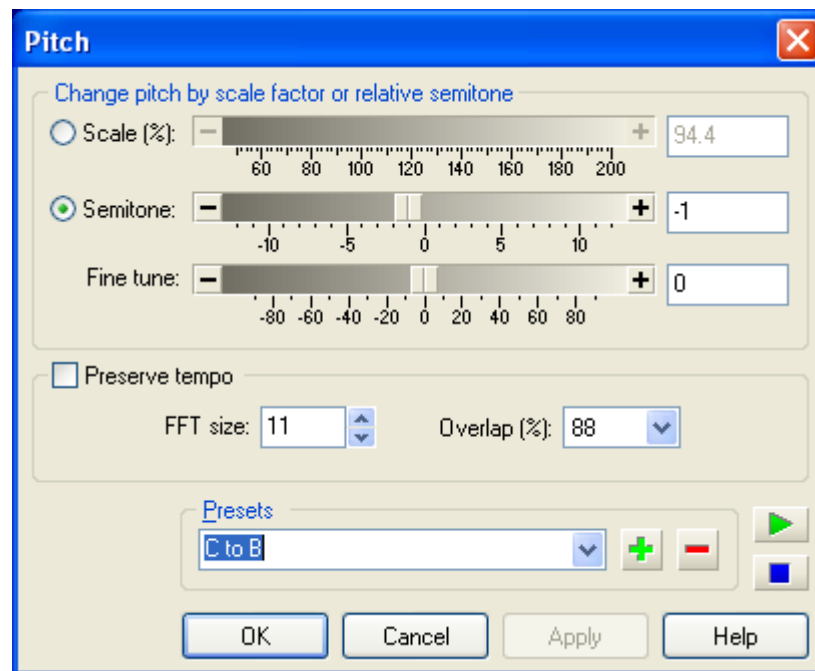 Pitch
Change pitch by scale factor or relative semitone
Scale (%): 94.4
60 80 100 120 140 160 180 200
Semitone: -1
-10 -5 0 5 10
Fine tune: 0
-80 -60 -40 -20 0 20 40 60 80
Preserve tempo
FFT size: 11 Overlap (%): 88
Presets
C to B
OK Cancel Apply Help